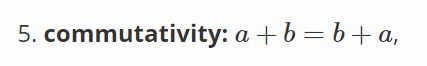 5. commutativity: a + b = b + a,